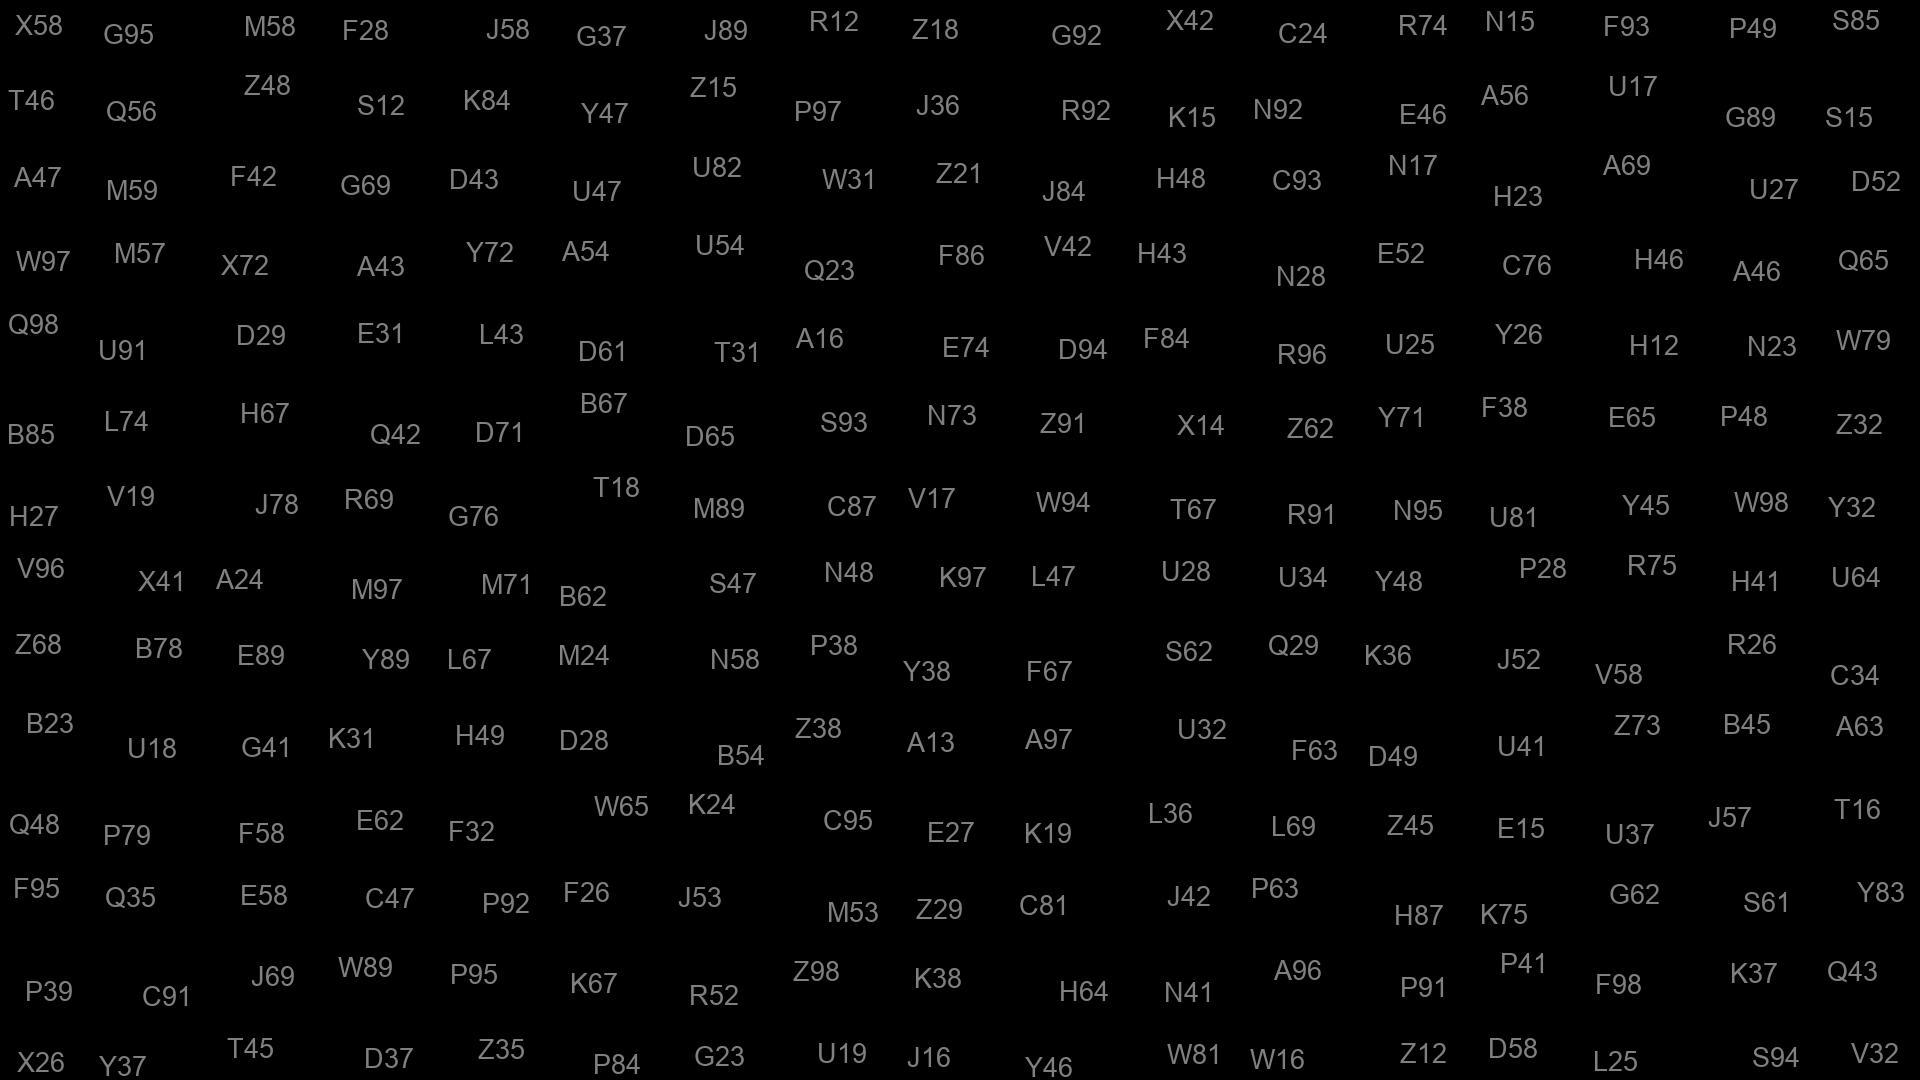 X58 G95 M58 F28 J58 G37 J89 R12 Z18 G92 X42 C24 R74 N15 F93 P49 S85
T46 Q56 Z48 S12 K84 Y47 Z15 P97 J36 R92 K15 N92 E46 A56 U17 G89 S15
A47 M59 F42 G69 D43 U47 U82 W31 Z21 J84 H48 C93 N17 H23 A69 U27 D52
W97 M57 X72 A43 Y72 A54 U54 Q23 F86 V42 H43 N28 E52 C76 H46 A46 Q65
Q98 U91 D29 E31 L43 D61 T31 A16 E74 D94 F84 R96 U25 Y26 H12 N23 W79
B85 L74 H67 Q42 D71 B67 D65 S93 N73 Z91 X14 Z62 Y71 F38 E65 P48 Z32
H27 V19 J78 R69 G76 T18 M89 C87 V17 W94 T67 R91 N95 U81 Y45 W98 Y32
V96 X41 A24 M97 M71 B62 S47 N48 K97 L47 U28 U34 Y48 P28 R75 H41 U64
Z68 B78 E89 Y89 L67 M24 N58 P38 Y38 F67 S62 Q29 K36 J52 V58 R26 C34
B23 U18 G41 K31 H49 D28 B54 Z38 A13 A97 U32 F63 D49 U41 Z73 B45 A63
Q48 P79 F58 E62 F32 W65 K24 C95 E27 K19 L36 L69 Z45 E15 U37 J57 T16
F95 Q35 E58 C47 P92 F26 J53 M53 Z29 C81 J42 P63 H87 K75 G62 S61 Y83
P39 C91 J69 W89 P95 K67 R52 Z98 K38 H64 N41 A96 P91 P41 F98 K37 Q43
X26 Y37 T45 D37 Z35 P84 G23 U19 J16 Y46 W81 W16 Z12 D58 L25 S94 V32